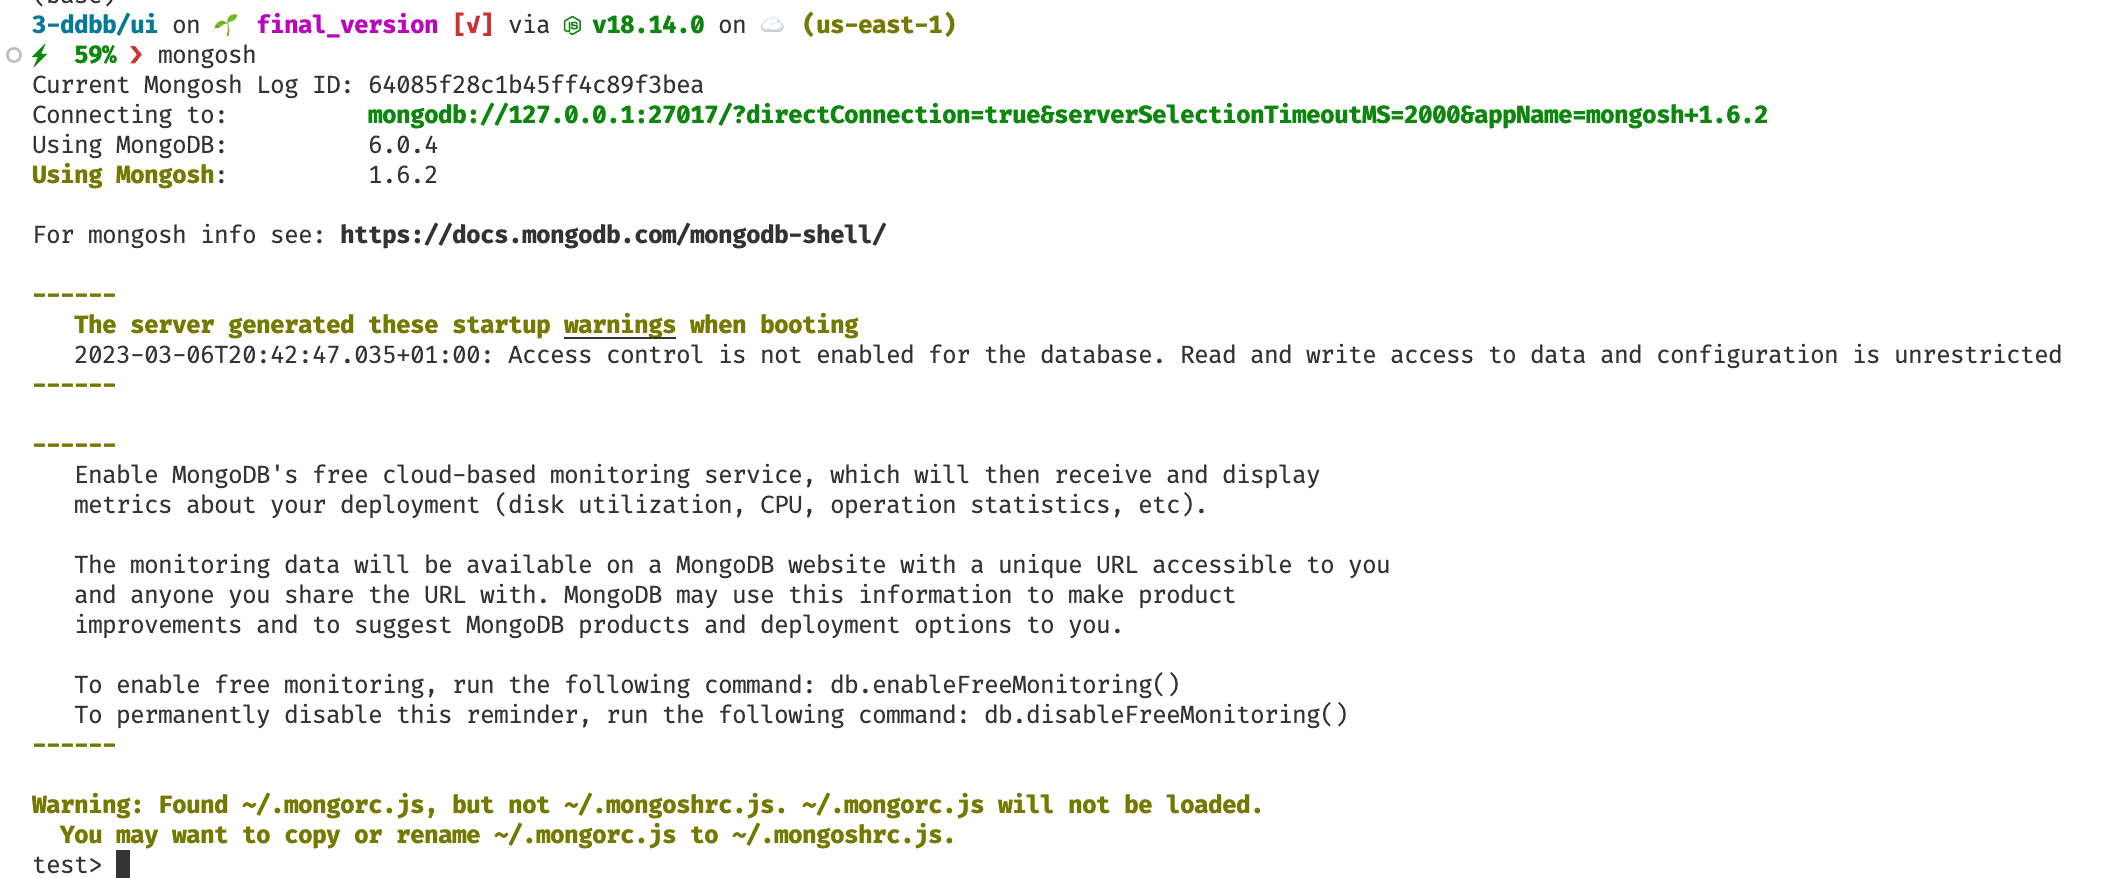 (base)
3-ddbb/ui on 🌱 final_version [√] via v18.14.0 on ☁️ (us-east-1)
⚡ 59% ❯ mongosh
Current Mongosh Log ID: 64085f28c1b45ff4c89f3bea
Connecting to: mongodb://127.0.0.1:27017/?directConnection=true&serverSelectionTimeoutMS=2000&appName=mongosh+1.6.2
Using MongoDB: 6.0.4
Using Mongosh: 1.6.2
For mongosh info see: https://docs.mongodb.com/mongodb-shell/
------
The server generated these startup warnings when booting
2023-03-06T20:42:47.035+01:00: Access control is not enabled for the database. Read and write access to data and configuration is unrestricted
------
------
Enable MongoDB's free cloud-based monitoring service, which will then receive and display
metrics about your deployment (disk utilization, CPU, operation statistics, etc).
The monitoring data will be available on a MongoDB website with a unique URL accessible to you
and anyone you share the URL with. MongoDB may use this information to make product
improvements and to suggest MongoDB products and deployment options to you.
To enable free monitoring, run the following command: db.enableFreeMonitoring()
To permanently disable this reminder, run the following command: db.disableFreeMonitoring()
------
Warning: Found ~/.mongorc.js, but not ~/.mongoshrc.js. ~/.mongorc.js will not be loaded.
You may want to copy or rename ~/.mongorc.js to ~/.mongoshrc.js.
test>